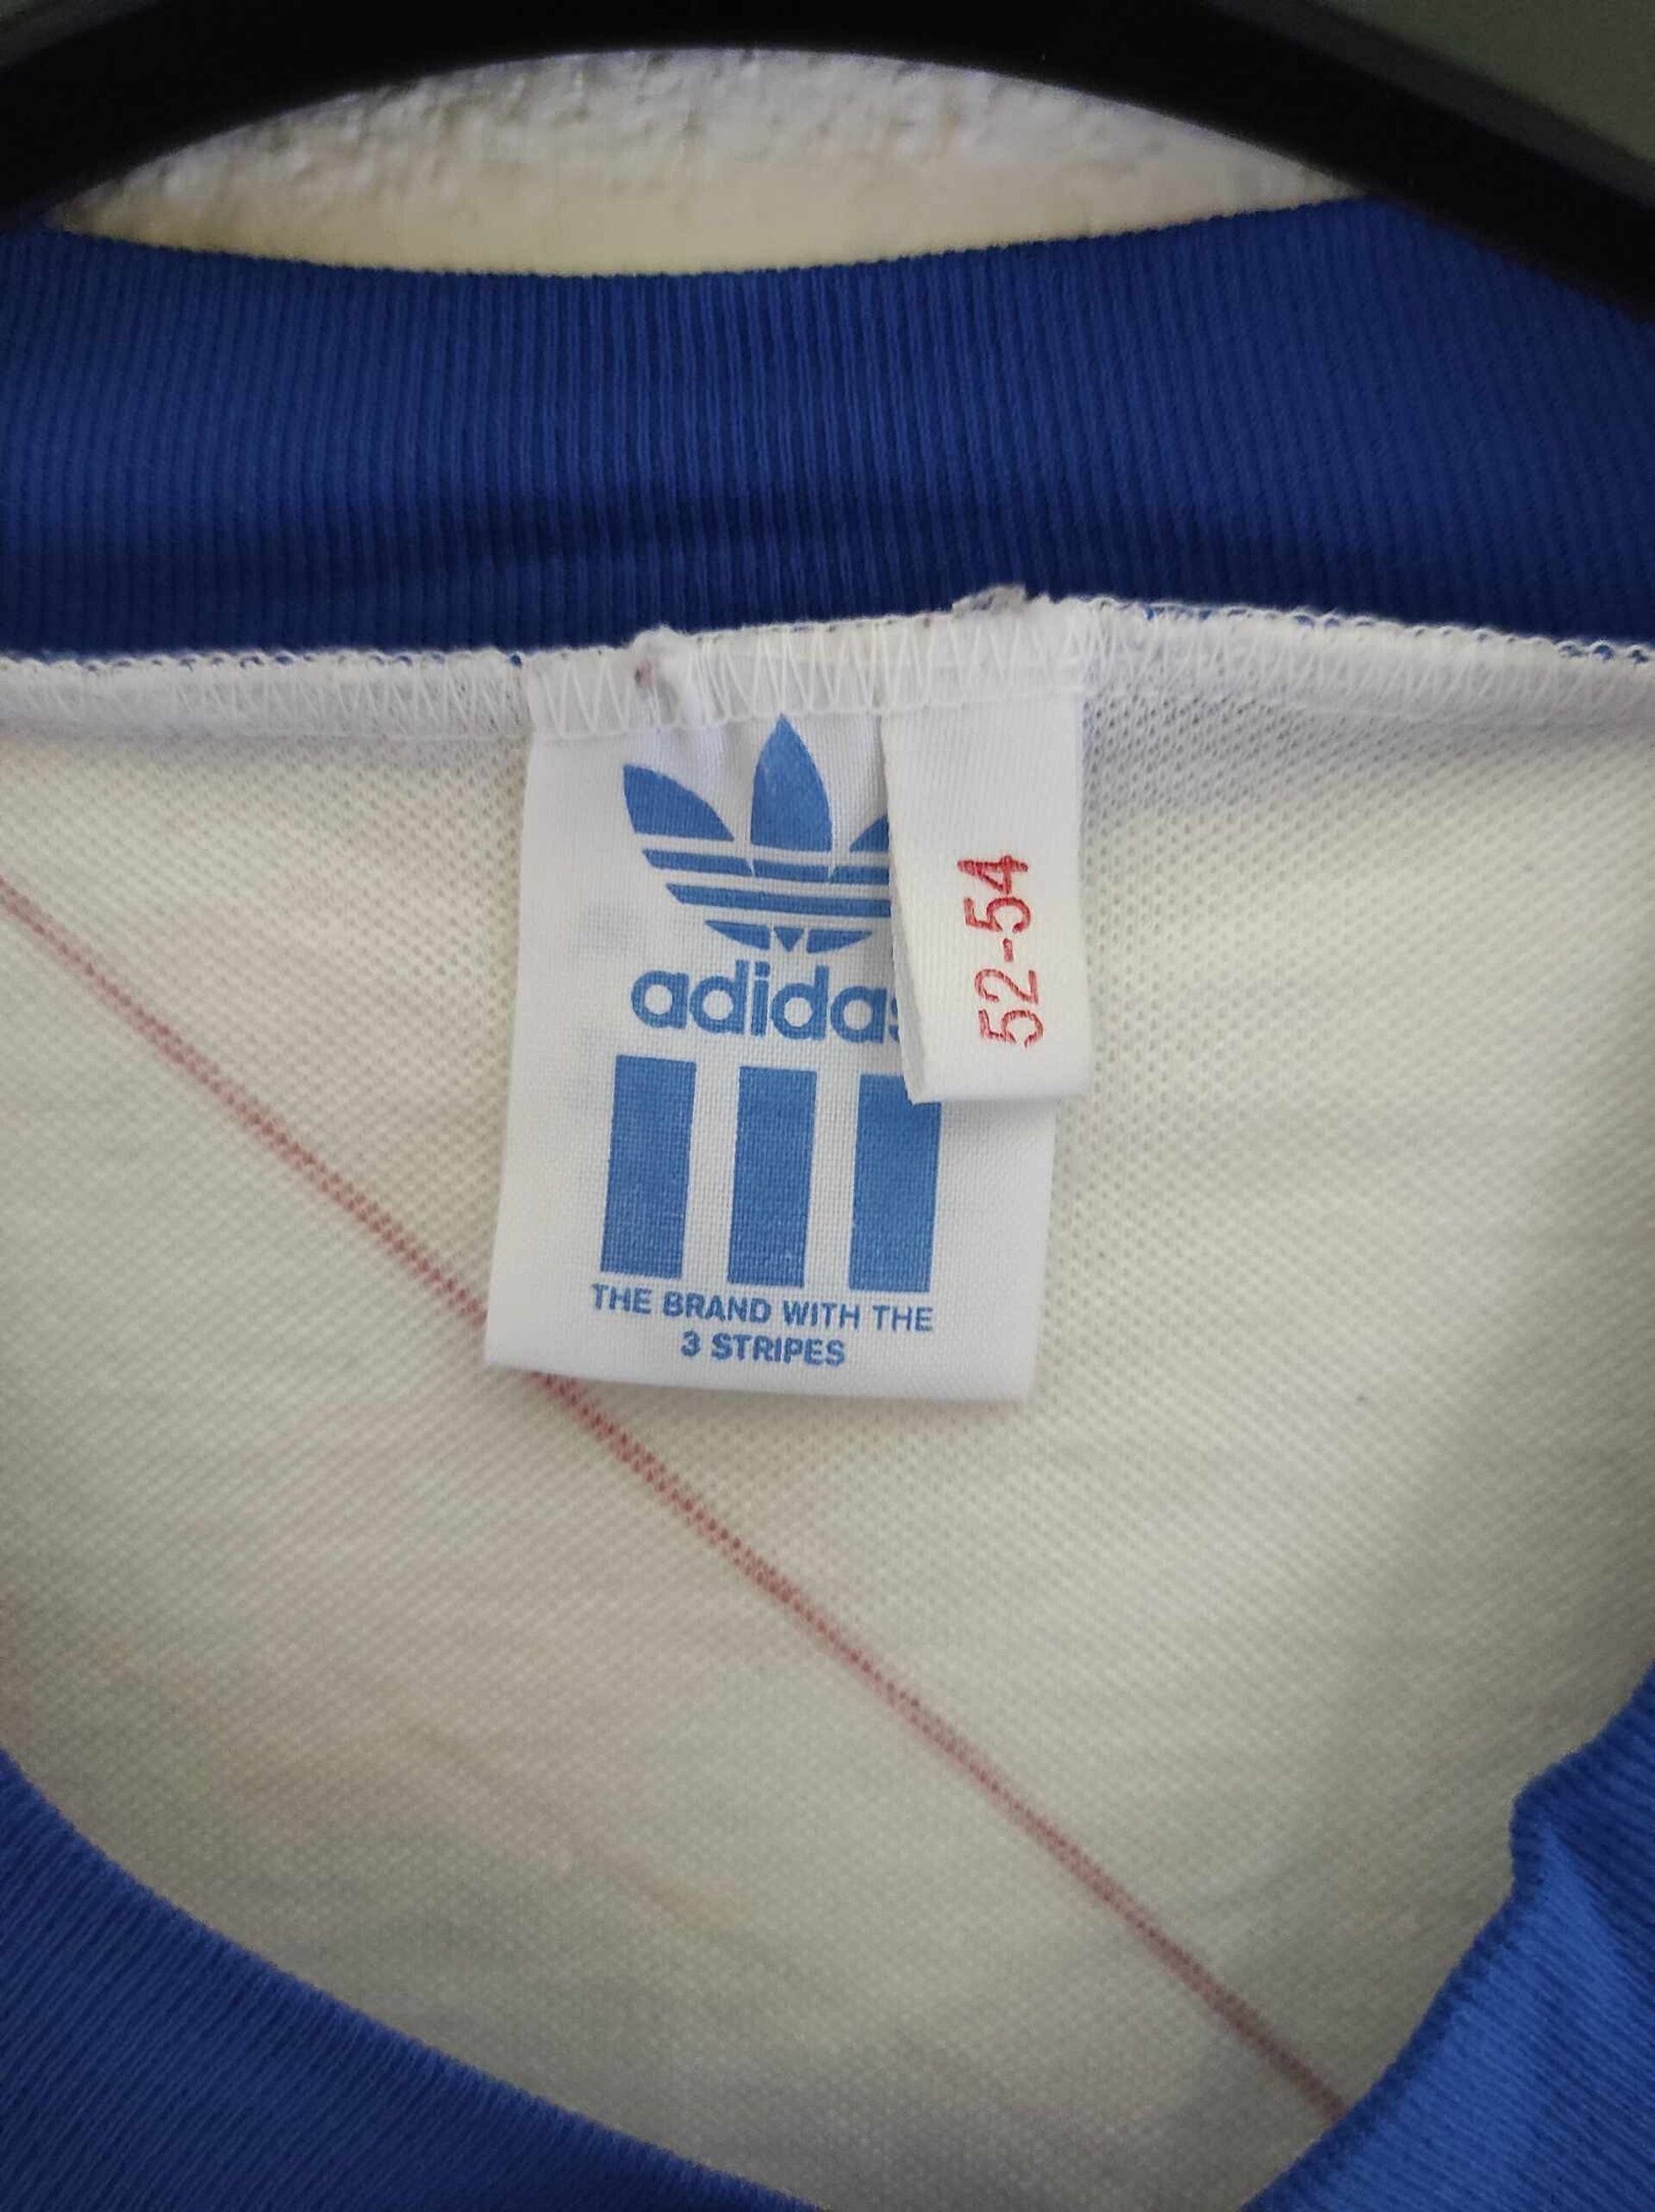 adidas
52-54
THE BRAND WITH THE
3 STRIPES